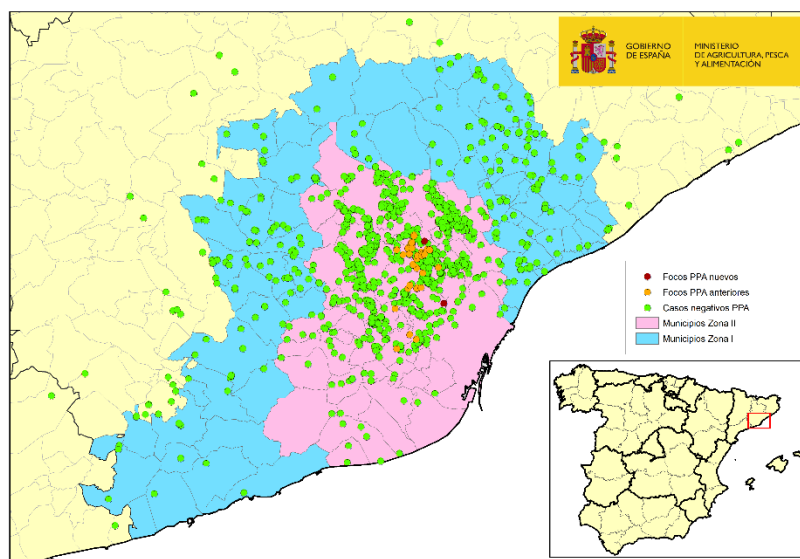 GOBIERNO
DE ESPAÑA
MINISTERIO
DE AGRICULTURA, PESCA
Y ALIMENTACIÓN
Focos PPA nuevos
Focos PPA anteriores
Casos negativos PPA
Municipios Zona II
Municipios Zona I